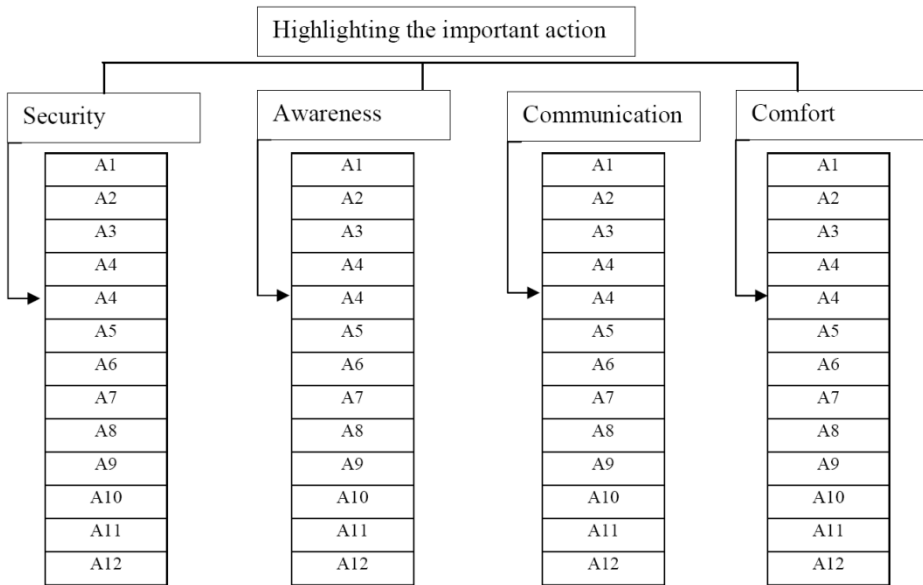 Highlighting the important action
Security
Awareness
Communication
Comfort
A1
A2
A3
A4
A4
A5
A6
A7
A8
A9
A10
A11
A12
A1
A2
A3
A4
A4
A5
A6
A7
A8
A9
A10
A11
A12
A1
A2
A3
A4
A4
A5
A6
A7
A8
A9
A10
A11
A12
A1
A2
A3
A4
A4
A5
A6
A7
A8
A9
A10
A11
A12